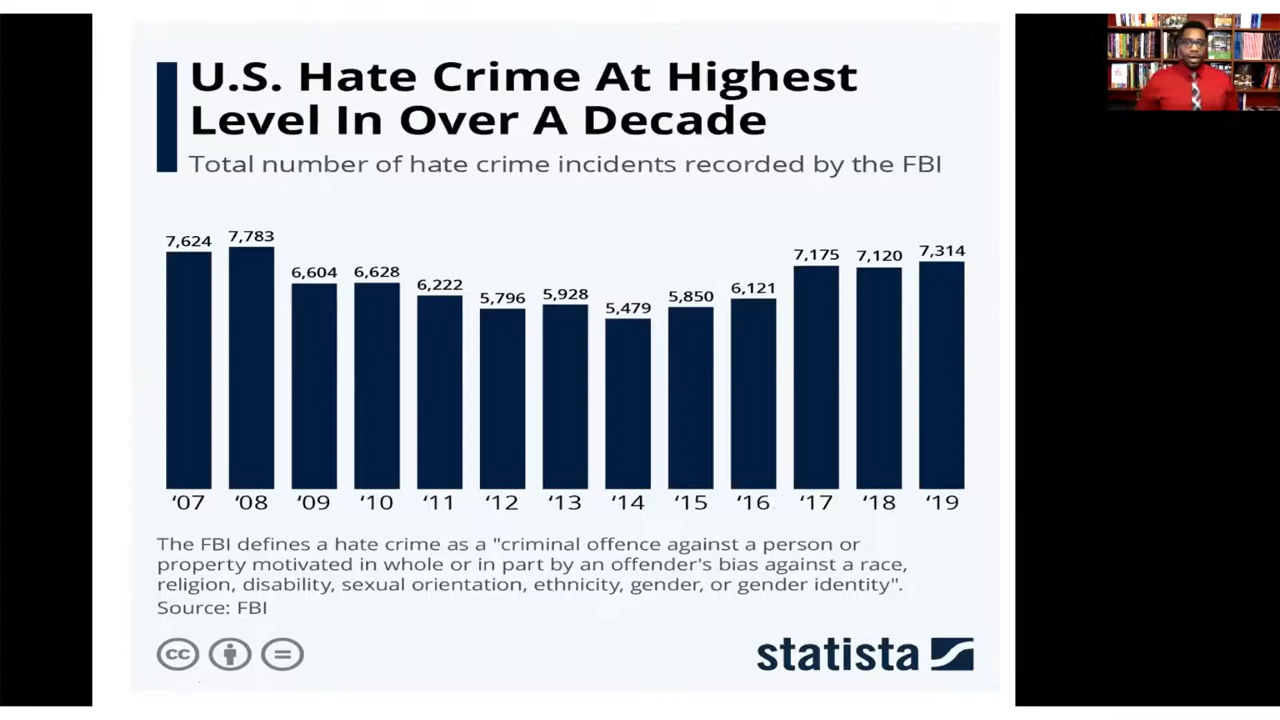 U.S. Hate Crime At Highest
Level In Over A Decade
Total number of hate crime incidents recorded by the FBI
7,624 7,783 6,604 6,628 6,222 5,796 5,928 5,479 5,850 6,121 7,175 7,120 7,314
‘07 ‘08 ‘09 ‘10 ‘11 ‘12 ‘13 ‘14 ‘15 ‘16 ‘17 ‘18 ‘19
The FBI defines a hate crime as a "criminal offence against a person or
property motivated in whole or in part by an offender's bias against a race,
religion, disability, sexual orientation, ethnicity, gender, or gender identity".
Source: FBI
cc
statista